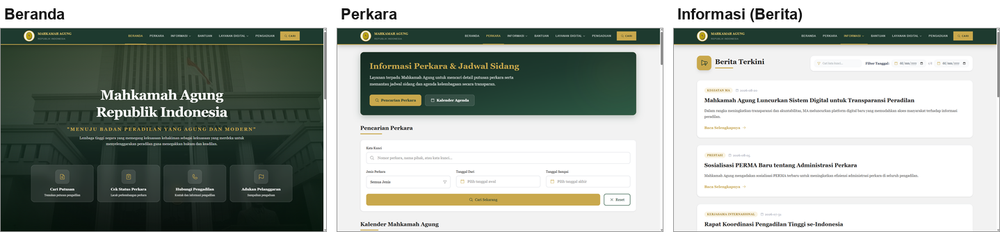 Beranda
MAHKAMAH AGUNG
REPUBLIK INDONESIA
BERANDA
PERKARA
INFORMASI
BANTUAN
LAYANAN DIGITAL
PENGADUAN
CARI
Mahkamah Agung
Republik Indonesia
"MENUJU BADAN PERADILAN YANG AGUNG DAN MODERN"
Lembaga tinggi negara yang memegang kekuasaan kehakiman sebagai kekuasaan yang merdeka untuk
menyelenggarakan peradilan guna menegakkan hukum dan keadilan.
Cari Putusan
Temukan putusan pengadilan
Cek Status Perkara
Lacak perkembangan perkara
Hubungi Pengadilan
Kontak dan informasi pengadilan
Adukan Pelanggaran
Sampaikan pengaduan
Perkara
MAHKAMAH AGUNG
REPUBLIK INDONESIA
BERANDA
PERKARA
INFORMASI
BANTUAN
LAYANAN DIGITAL
PENGADUAN
CARI
Informasi Perkara & Jadwal Sidang
Layanan terpadu Mahkamah Agung untuk mencari detail putusan perkara serta
memantau jadwal sidang dan agenda kelembagaan secara transparan.
Pencarian Perkara
Kalender Agenda
Pencarian Perkara
Kata Kunci
Nomor perkara, nama pihak, atau kata kunci...
Jenis Perkara
Semua Jenis
Tanggal Dari
Pilih tanggal awal
Tanggal Sampai
Pilih tanggal akhir
Cari Sekarang
Reset
Kalender Mahkamah Agung
Informasi (Berita)
MAHKAMAH AGUNG
REPUBLIK INDONESIA
BERANDA
PERKARA
INFORMASI
BANTUAN
LAYANAN DIGITAL
PENGADUAN
CARI
Berita Terkini
Cari kata kunci...
Filter Tanggal:
dd/mm/yyyy
s/d
dd/mm/yyyy
KEGIATAN MA
Mahkamah Agung Luncurkan Sistem Digital untuk Transparansi Peradilan
Dalam rangka meningkatkan transparansi dan akuntabilitas, MA meluncurkan platform digital baru yang memudahkan akses masyarakat terhadap informasi
peradilan.
Baca Selengkapnya
PRESTASI
Sosialisasi PERMA Baru tentang Administrasi Perkara
Mahkamah Agung mengadakan sosialisasi PERMA terbaru untuk meningkatkan efisiensi administrasi perkara di seluruh pengadilan.
Baca Selengkapnya
KERJASAMA INTERNASIONAL
Rapat Koordinasi Pengadilan Tinggi se-Indonesia